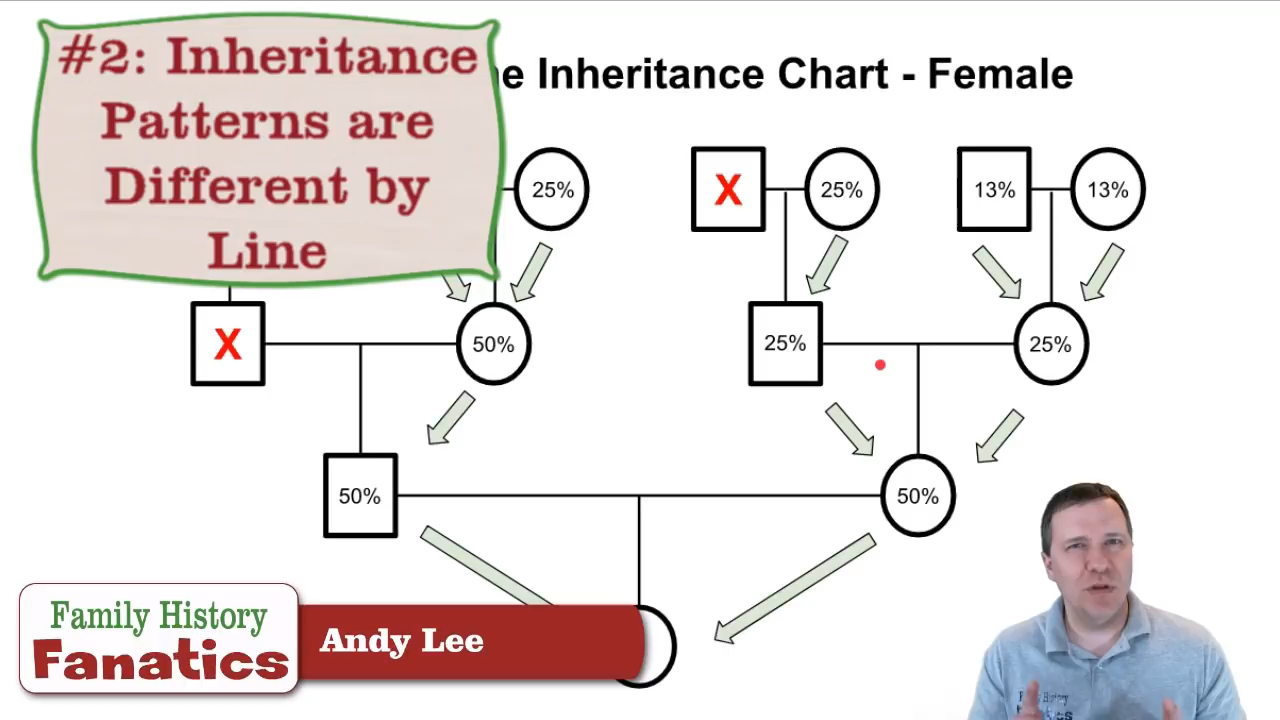 #2: Inheritance
Patterns are
Different by
Line
e Inheritance Chart - Female
25%
X
25%
13%
13%
X
50%
25%
25%
50%
50%
Family History
Fanatics
Andy Lee